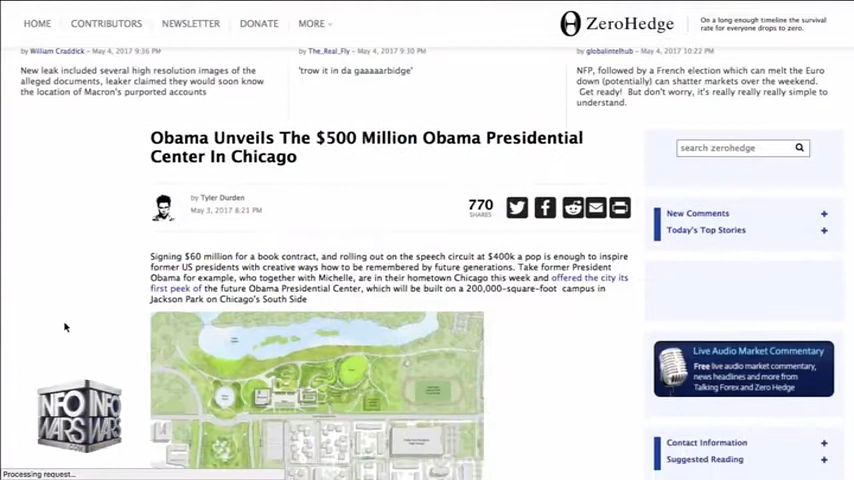 HOME CONTRIBUTORS NEWSLETTER DONATE MORE
ZeroHedge
On a long enough timeline the survival
rate for everyone drops to zero.
by William Craddick - May 4, 2017 9:36 PM
New leak included several high resolution images of the
alleged documents, leaker claimed they would soon know
the location of Macron's purported accounts
by The_Real_Fly - May 4, 2017 9:30 PM
'trow it in da gaaaaarbidge'
by globalintelhub - May 4, 2017 10:22 PM
NFP, followed by a French election which can melt the Euro
down (potentially) can shatter markets over the weekend.
Get ready! But don't worry, it's really really really simple to
understand.
Obama Unveils The $500 Million Obama Presidential
Center In Chicago
by Tyler Durden
May 3, 2017 8:21 PM
770
SHARES
Signing $60 million for a book contract, and rolling out on the speech circuit at $400k a pop is enough to inspire
former US presidents with creative ways how to be remembered by future generations. Take former President
Obama for example, who together with Michelle, are in their hometown Chicago this week and offered the city its
first peek of the future Obama Presidential Center, which will be built on a 200,000-square-foot campus in
Jackson Park on Chicago's South Side
search zerohedge
New Comments +
Today's Top Stories +
Live Audio Market Commentary
Free live audio market commentary,
news headlines and more from
Talking Forex and Zero Hedge
Contact Information +
Suggested Reading +
INFO
WARS
.COM
INFO
WARS
Processing request...